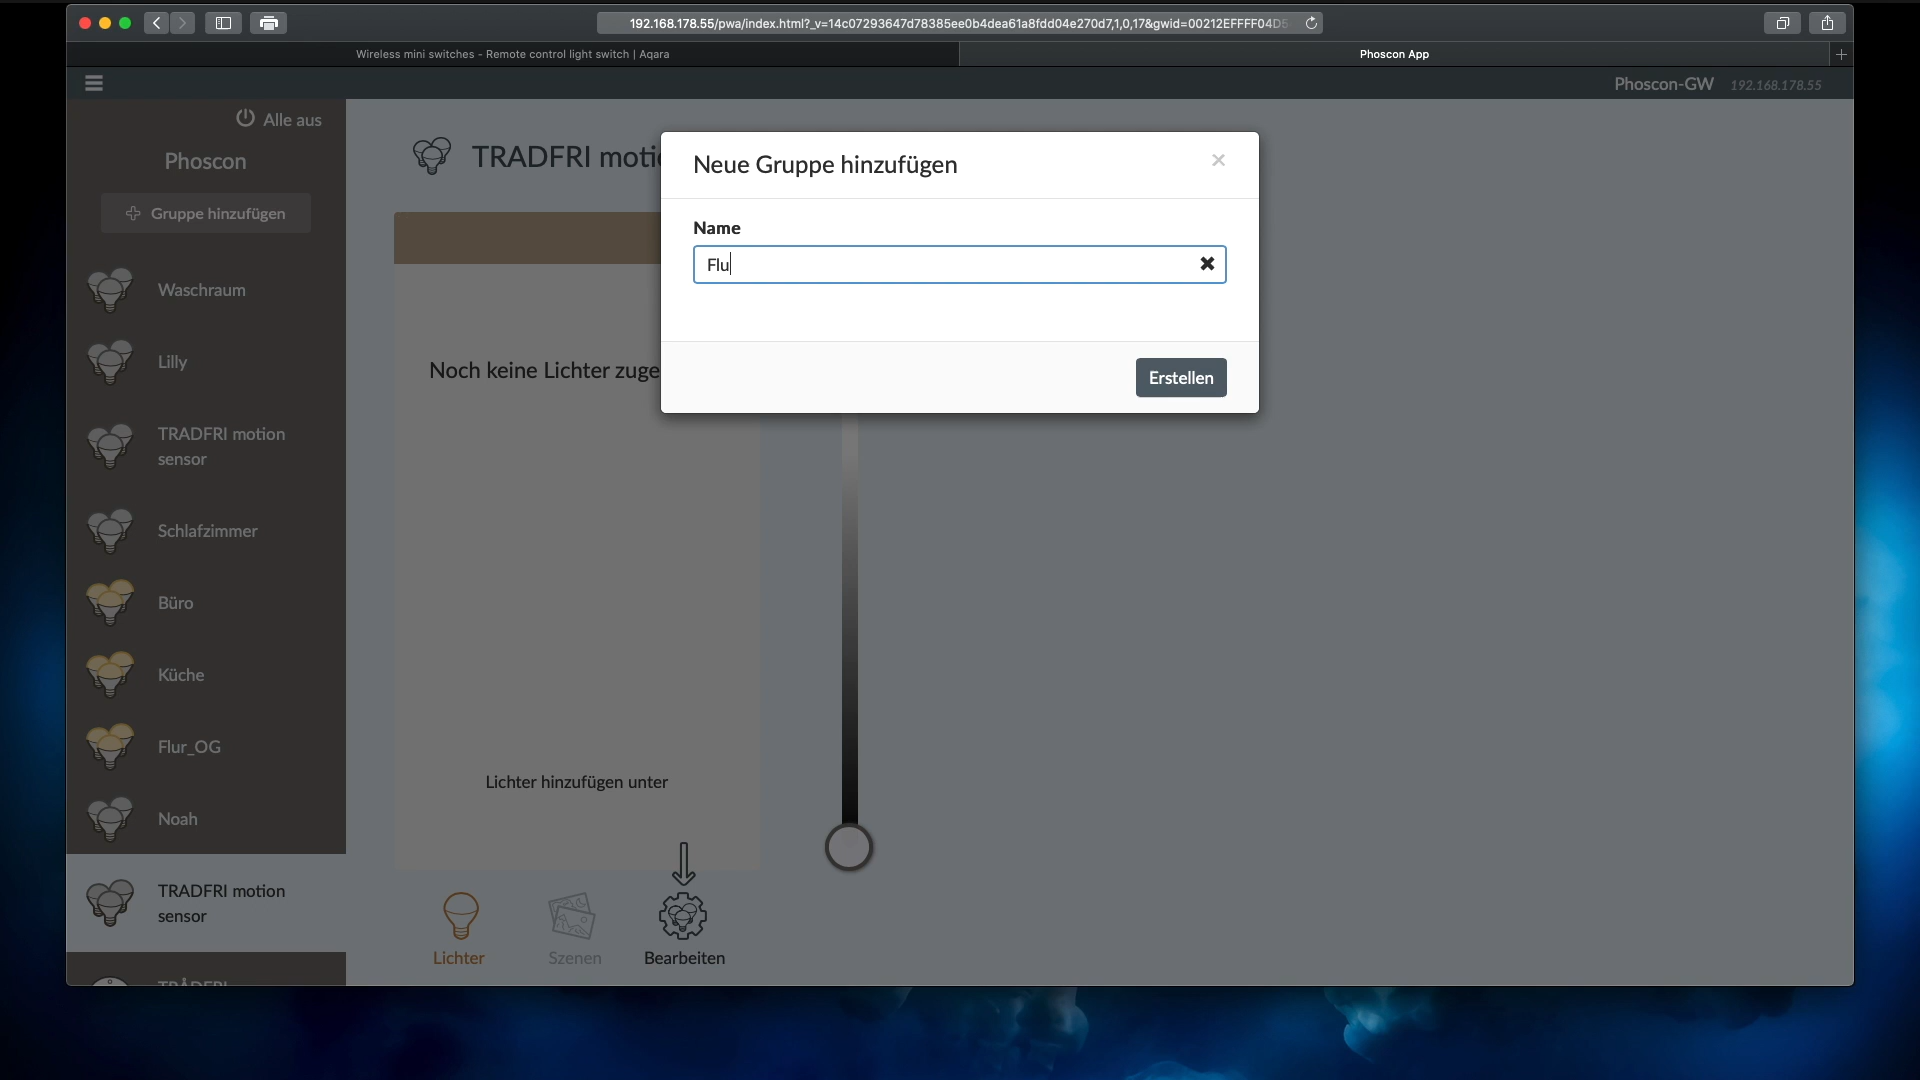 192.168.178.55/pwa/index.html?_v=14c07293647d78385ee0b4dea61a8fdd04e270d7,1,0,17&gwid=00212EFFFF04D5
Wireless mini switches - Remote control light switch | Aqara
Phoscon App
Phoscon-GW 192.168.178.55
Alle aus
Phoscon
Gruppe hinzufügen
Waschraum
Lilly
TRADFRI motion
sensor
Schlafzimmer
Büro
Küche
Flur_OG
Noah
TRADFRI motion
sensor
TRÅDFRI
TRADFRI moti
Noch keine Lichter zuge
Lichter hinzufügen unter
Lichter
Szenen
Bearbeiten
Neue Gruppe hinzufügen
Name
Flu
Erstellen